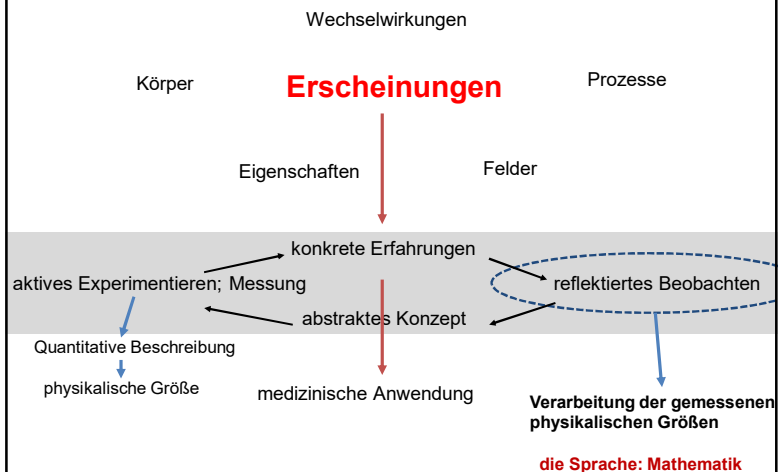 Wechselwirkungen
Körper
Erscheinungen
Prozesse
Eigenschaften
Felder
konkrete Erfahrungen
aktives Experimentieren; Messung
reflektiertes Beobachten
abstraktes Konzept
Quantitative Beschreibung
physikalische Größe
medizinische Anwendung
Verarbeitung der gemessenen
physikalischen Größen
die Sprache: Mathematik